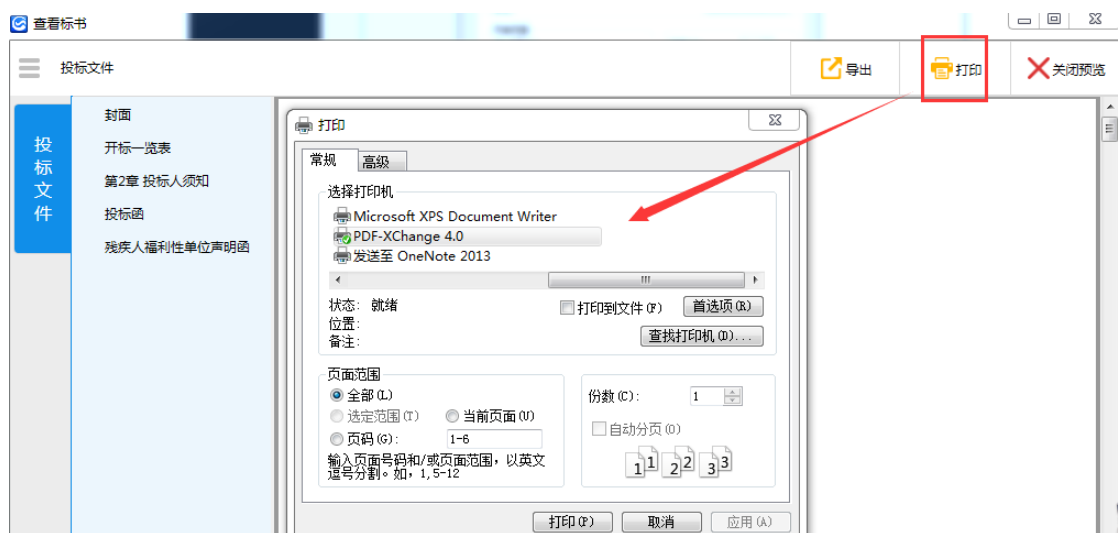 查看标书
投标文件
导出
打印
关闭预览
投标文件
封面
开标一览表
第2章 投标人须知
投标函
残疾人福利性单位声明函
打印
常规
高级
选择打印机
Microsoft XPS Document Writer
PDF-XChange 4.0
发送至 OneNote 2013
状态: 就绪
位置:
备注:
打印到文件(F)
首选项(R)
查找打印机(D)...
页面范围
全部(L)
选定范围(T)
当前页面(U)
页码(G):
1-6
输入页面号码和/或页面范围，以英文
逗号分割。如，1,5-12
份数(C):
1
自动分页(O)
1 1 2 2 3 3
打印(P)
取消
应用(A)